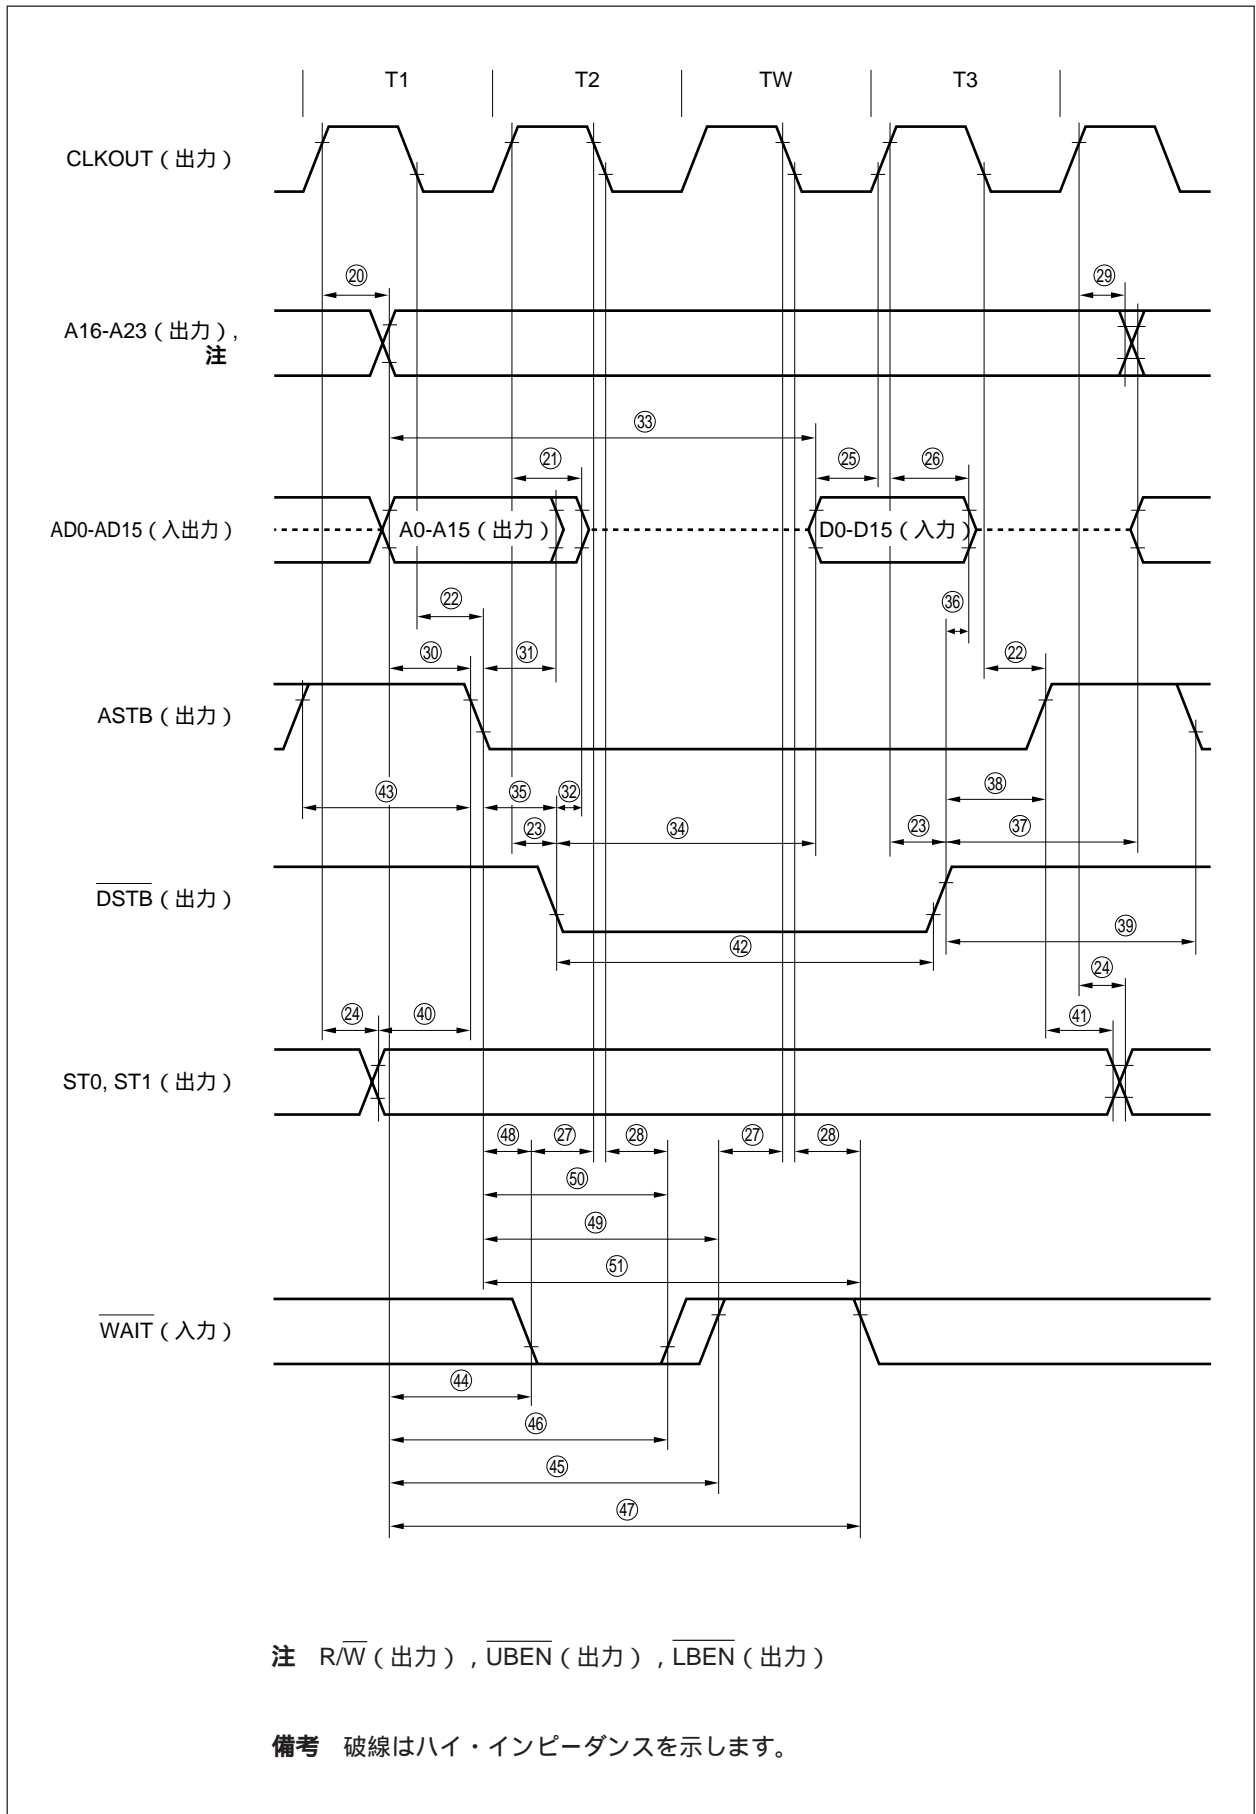 T1 T2 TW T3
CLKOUT（出力）
⑳ ㉙
A16-A23（出力）,
注
㉝
㉑ ㉕ ㉖
AD0-AD15（入出力） A0-A15（出力） D0-D15（入力）
㉒ ㊱
㉚ ㉛ ㉒
ASTB（出力）
㊸ ㉟ ㉜ ㊳
㉓ ㉞ ㉓ ㊲
DSTB（出力）
㊴
㊷
㉔
㉔ ㊵ ㊶
ST0, ST1（出力）
㊽ ㉗ ㉘ ㉗ ㉘
㊿
㊾
51
WAIT（入力）
㊹
㊻
㊺
㊼
注 R/W（出力）, UBEN（出力）, LBEN（出力）
備考 破線はハイ・インピーダンスを示します。